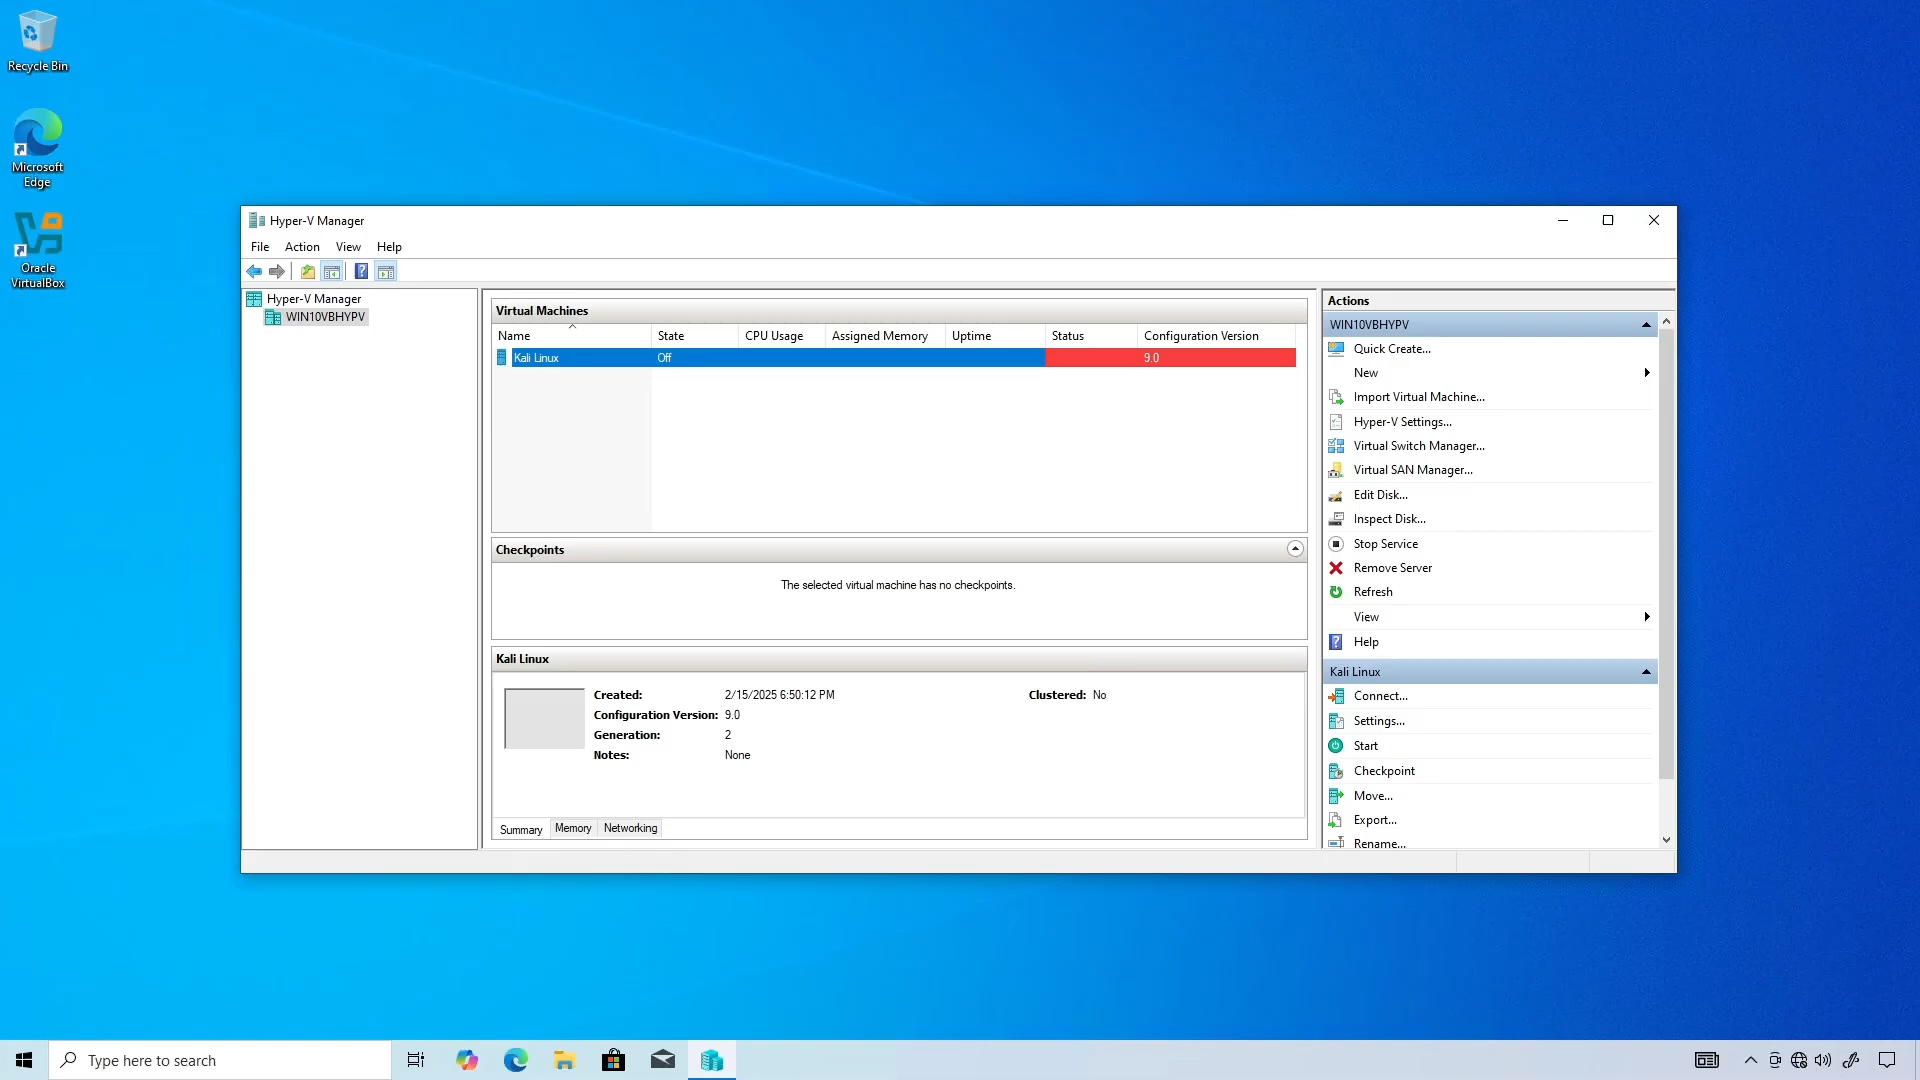 Recycle Bin
Microsoft
Edge
Oracle
VirtualBox
Hyper-V Manager
File Action View Help
Hyper-V Manager
WIN10VBHYPV
Virtual Machines
Name State CPU Usage Assigned Memory Uptime Status Configuration Version
Kali Linux Off 9.0
Checkpoints
The selected virtual machine has no checkpoints.
Kali Linux
Created: 2/15/2025 6:50:12 PM Clustered: No
Configuration Version: 9.0
Generation: 2
Notes: None
Summary Memory Networking
Actions
WIN10VBHYPV
Quick Create...
New
Import Virtual Machine...
Hyper-V Settings...
Virtual Switch Manager...
Virtual SAN Manager...
Edit Disk...
Inspect Disk...
Stop Service
Remove Server
Refresh
View
Help
Kali Linux
Connect...
Settings...
Start
Checkpoint
Move...
Export...
Rename...
Type here to search